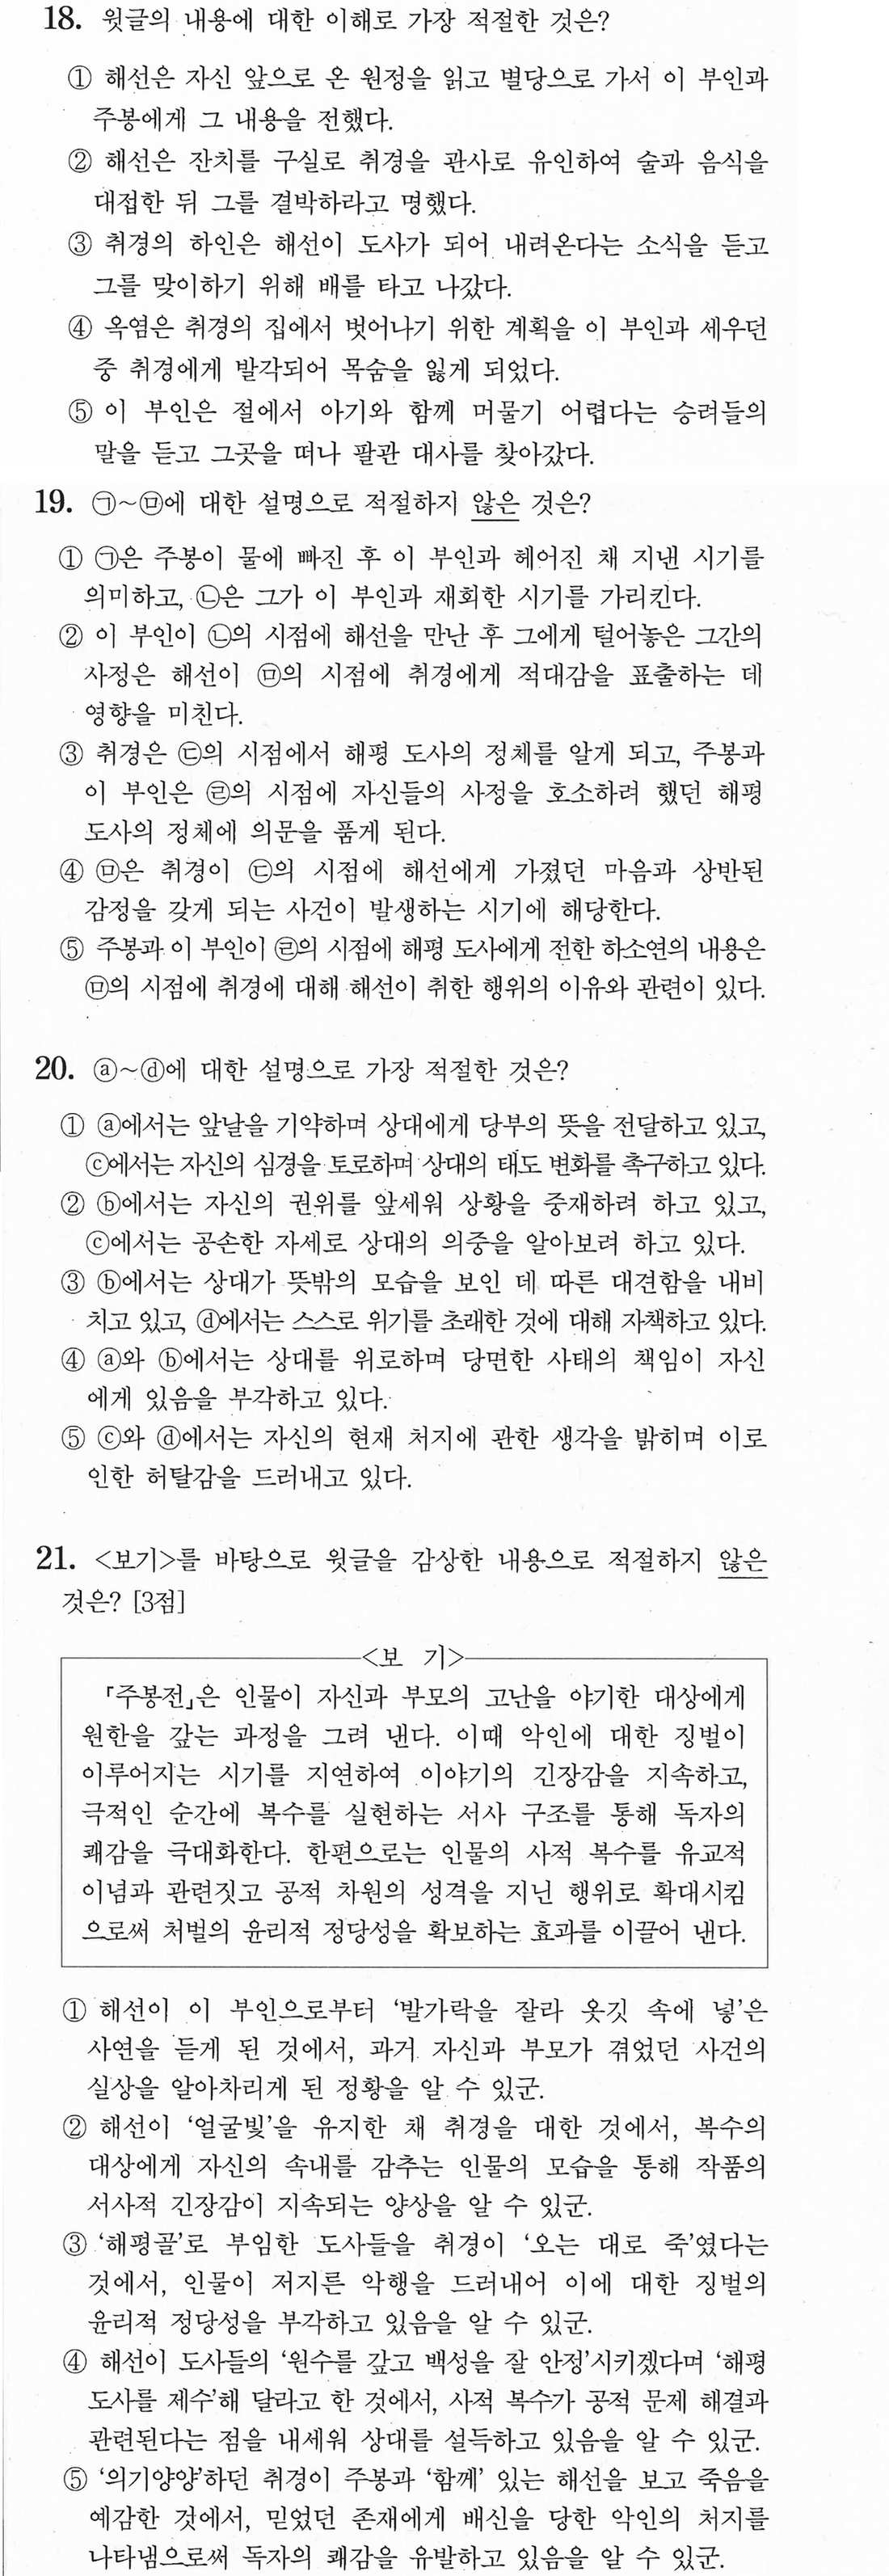 18. 윗글의 내용에 대한 이해로 가장 적절한 것은?
① 해선은 자신 앞으로 온 원정을 읽고 별당으로 가서 이 부인과
주봉에게 그 내용을 전했다.
② 해선은 잔치를 구실로 취경을 관사로 유인하여 술과 음식을
대접한 뒤 그를 결박하라고 명했다.
③ 취경의 하인은 해선이 도사가 되어 내려온다는 소식을 듣고
그를 맞이하기 위해 배를 타고 나갔다.
④ 옥염은 취경의 집에서 벗어나기 위한 계획을 이 부인과 세우던
중 취경에게 발각되어 목숨을 잃게 되었다.
⑤ 이 부인은 절에서 아기와 함께 머물기 어렵다는 승려들의
말을 듣고 그곳을 떠나 팔관 대사를 찾아갔다.
19. ㉠~㉤에 대한 설명으로 적절하지 않은 것은?
① ㉠은 주봉이 물에 빠진 후 이 부인과 헤어진 채 지낸 시기를
의미하고, ㉡은 그가 이 부인과 재회한 시기를 가리킨다.
② 이 부인이 ㉡의 시점에 해선을 만난 후 그에게 털어놓은 그간의
사정은 해선이 ㉤의 시점에 취경에게 적대감을 표출하는 데
영향을 미친다.
③ 취경은 ㉢의 시점에서 해평 도사의 정체를 알게 되고, 주봉과
이 부인은 ㉣의 시점에 자신들의 사정을 호소하려 했던 해평
도사의 정체에 의문을 품게 된다.
④ ㉤은 취경이 ㉢의 시점에 해선에게 가졌던 마음과 상반된
감정을 갖게 되는 사건이 발생하는 시기에 해당한다.
⑤ 주봉과 이 부인이 ㉣의 시점에 해평 도사에게 전한 하소연의 내용은
㉤의 시점에 취경에 대해 해선이 취한 행위의 이유와 관련이 있다.
20. ⓐ~ⓓ에 대한 설명으로 가장 적절한 것은?
① ⓐ에서는 앞날을 기약하며 상대에게 당부의 뜻을 전달하고 있고,
ⓒ에서는 자신의 심경을 토로하며 상대의 태도 변화를 촉구하고 있다.
② ⓑ에서는 자신의 권위를 앞세워 상황을 중재하려 하고 있고,
ⓒ에서는 공손한 자세로 상대의 의중을 알아보려 하고 있다.
③ ⓑ에서는 상대가 뜻밖의 모습을 보인 데 따른 대견함을 내비
치고 있고, ⓓ에서는 스스로 위기를 초래한 것에 대해 자책하고 있다.
④ ⓐ와 ⓑ에서는 상대를 위로하며 당면한 사태의 책임이 자신
에게 있음을 부각하고 있다.
⑤ ⓒ와 ⓓ에서는 자신의 현재 처지에 관한 생각을 밝히며 이로
인한 허탈감을 드러내고 있다.
21. <보기>를 바탕으로 윗글을 감상한 내용으로 적절하지 않은
것은? [3점]
<보 기>
「주봉전」은 인물이 자신과 부모의 고난을 야기한 대상에게
원한을 갚는 과정을 그려 낸다. 이때 악인에 대한 징벌이
이루어지는 시기를 지연하여 이야기의 긴장감을 지속하고,
극적인 순간에 복수를 실현하는 서사 구조를 통해 독자의
쾌감을 극대화한다. 한편으로는 인물의 사적 복수를 유교적
이념과 관련짓고 공적 차원의 성격을 지닌 행위로 확대시킴
으로써 처벌의 윤리적 정당성을 확보하는 효과를 이끌어 낸다.
① 해선이 이 부인으로부터 '발가락을 잘라 옷깃 속에 넣'은
사연을 듣게 된 것에서, 과거 자신과 부모가 겪었던 사건의
실상을 알아차리게 된 정황을 알 수 있군.
② 해선이 '얼굴빛'을 유지한 채 취경을 대한 것에서, 복수의
대상에게 자신의 속내를 감추는 인물의 모습을 통해 작품의
서사적 긴장감이 지속되는 양상을 알 수 있군.
③ '해평골'로 부임한 도사들을 취경이 '오는 대로 죽'였다는
것에서, 인물이 저지른 악행을 드러내어 이에 대한 징벌의
윤리적 정당성을 부각하고 있음을 알 수 있군.
④ 해선이 도사들의 '원수를 갚고 백성을 잘 안정'시키겠다며 '해평
도사를 제수'해 달라고 한 것에서, 사적 복수가 공적 문제 해결과
관련된다는 점을 내세워 상대를 설득하고 있음을 알 수 있군.
⑤ '의기양양'하던 취경이 주봉과 '함께' 있는 해선을 보고 죽음을
예감한 것에서, 믿었던 존재에게 배신을 당한 악인의 처지를
나타냄으로써 독자의 쾌감을 유발하고 있음을 알 수 있군.